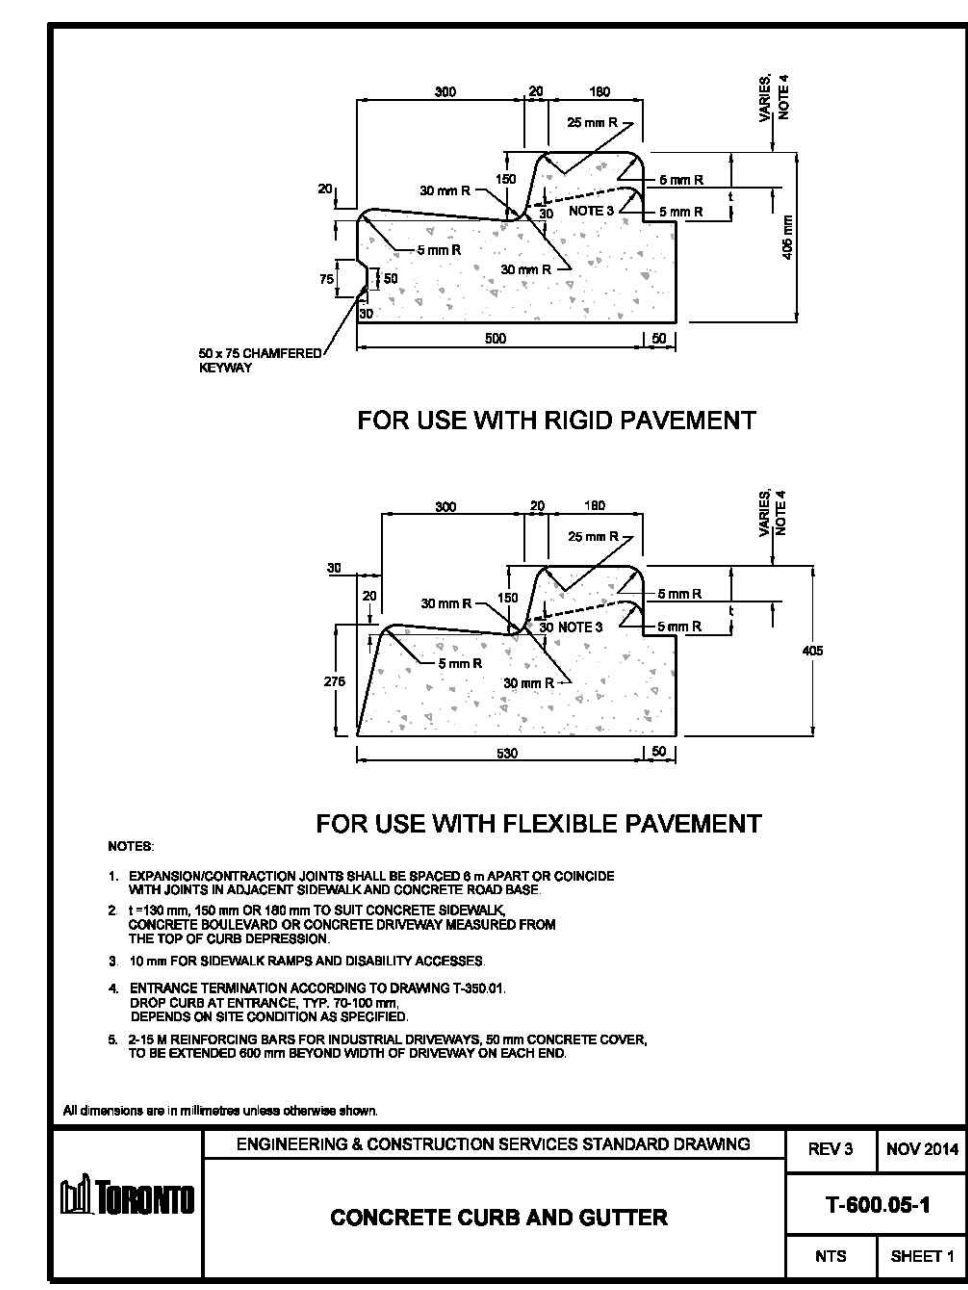 300
20
180
VARIES,
NOTE 4
25 mm R
20
30 mm R
150
5 mm R
30
NOTE 3
5 mm R
t
405 mm
5 mm R
30 mm R
75
50
30
500
50
50 x 75 CHAMFERED
KEYWAY
FOR USE WITH RIGID PAVEMENT
300
20
180
VARIES,
NOTE 4
25 mm R
30
20
30 mm R
150
5 mm R
t
30 NOTE 3
5 mm R
405
5 mm R
275
30 mm R
530
50
FOR USE WITH FLEXIBLE PAVEMENT
NOTES:
1. EXPANSION/CONTRACTION JOINTS SHALL BE SPACED 6 m APART OR COINCIDE
WITH JOINTS IN ADJACENT SIDEWALK AND CONCRETE ROAD BASE.
2. t =130 mm, 150 mm OR 180 mm TO SUIT CONCRETE SIDEWALK,
CONCRETE BOULEVARD OR CONCRETE DRIVEWAY MEASURED FROM
THE TOP OF CURB DEPRESSION.
3. 10 mm FOR SIDEWALK RAMPS AND DISABILITY ACCESSES.
4. ENTRANCE TERMINATION ACCORDING TO DRAWING T-350.01.
DROP CURB AT ENTRANCE, TYP. 70-100 mm,
DEPENDS ON SITE CONDITION AS SPECIFIED.
5. 2-15 M REINFORCING BARS FOR INDUSTRIAL DRIVEWAYS, 50 mm CONCRETE COVER,
TO BE EXTENDED 600 mm BEYOND WIDTH OF DRIVEWAY ON EACH END.
All dimensions are in millimetres unless otherwise shown.
TORONTO
ENGINEERING & CONSTRUCTION SERVICES STANDARD DRAWING
REV 3
NOV 2014
CONCRETE CURB AND GUTTER
T-600.05-1
NTS
SHEET 1